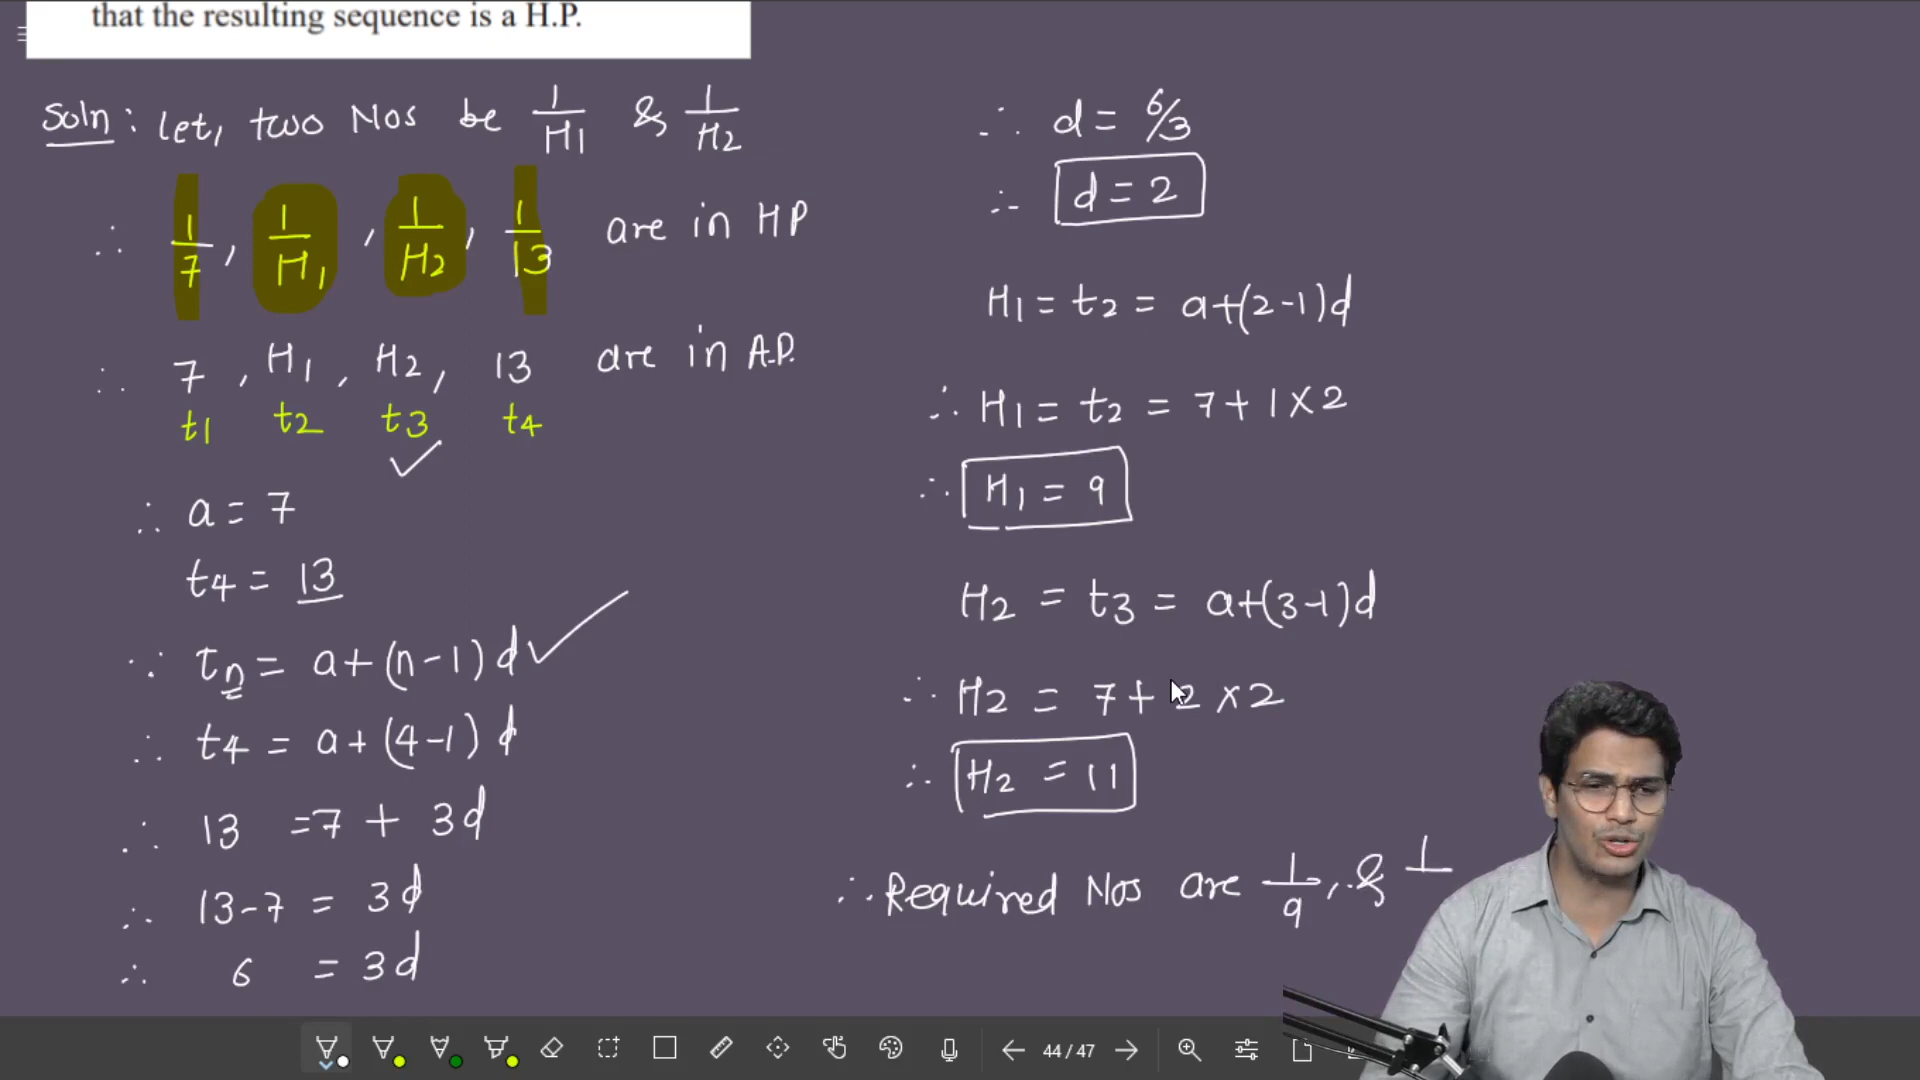 that the resulting sequence is a H.P.
Soln: let, two Nos be 1/H1 & 1/H2
∴ 1/7, 1/H1, 1/H2, 1/13 are in HP
∴ 7, H1, H2, 13 are in A.P.
t1 t2 t3 t4
∴ a = 7
t4 = 13
∵ tn = a+(n-1)d
∴ t4 = a+(4-1)d
∴ 13 = 7 + 3d
∴ 13-7 = 3d
∴ 6 = 3d
∴ d = 6/3
∴ d = 2
H1 = t2 = a+(2-1)d
∴ H1 = t2 = 7+1×2
∴ H1 = 9
H2 = t3 = a+(3-1)d
∴ H2 = 7+2×2
∴ H2 = 11
∴ Required Nos are 1/9, & 1
44 / 47